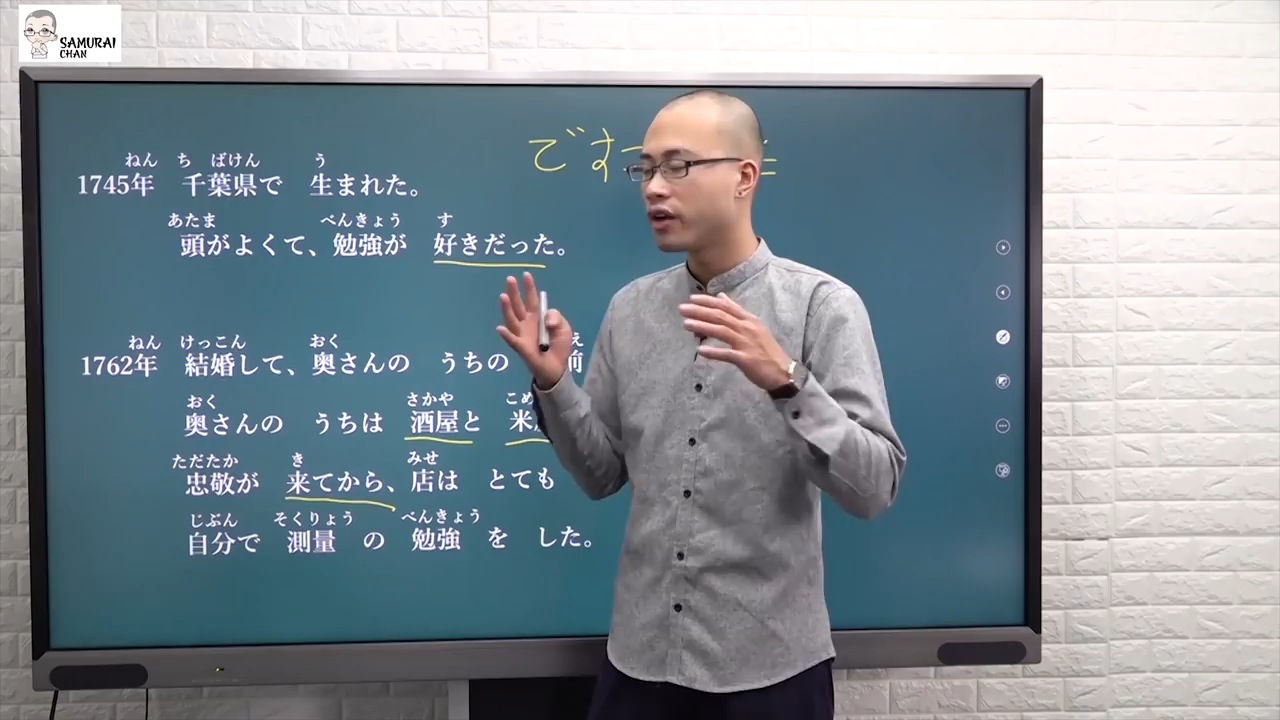 SAMURAI
CHAN
です
ねん ち ばけん う
1745年 千葉県で 生まれた。
あたま べんきょう す
頭がよくて、勉強が 好きだった。
ねん けっこん おく え
1762年 結婚して、奥さんの うちの 前
おく さかや こめ
奥さんの うちは 酒屋と 米
ただたか き みせ
忠敬が 来てから、店は とても
じぶん そくりょう べんきょう
自分で 測量 の 勉強 を した。